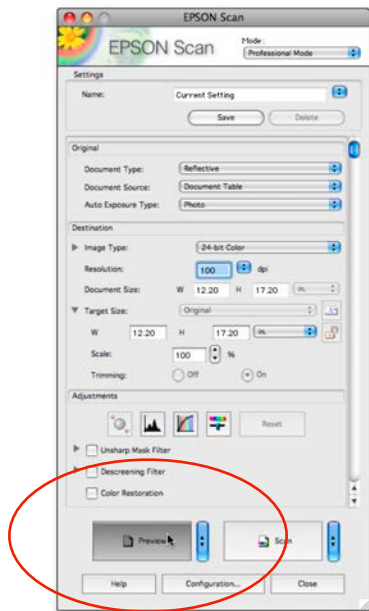 EPSON Scan
EPSON Scan
Mode:
Professional Mode
Settings
Name: Current Setting
Save Delete
Original
Document Type: Reflective
Document Source: Document Table
Auto Exposure Type: Photo
Destination
Image Type: 24-bit Color
Resolution: 100 dpi
Document Size: W 12.20 H 17.20 in.
Target Size: Original
W 12.20 H 17.20 in.
Scale: 100 %
Trimming: Off On
Adjustments
Reset
Unsharp Mask Filter
Descreening Filter
Color Restoration
Preview Scan
Help Configuration... Close